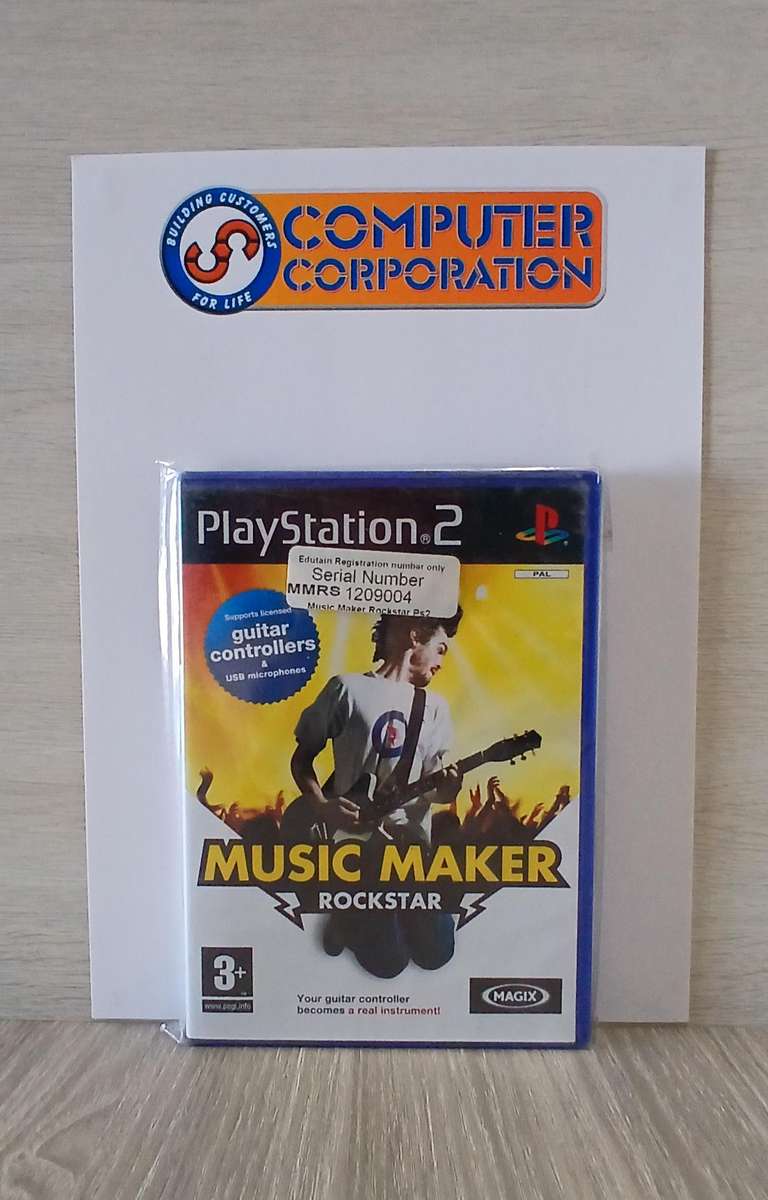 BUILDING CUSTOMERS
FOR LIFE
COMPUTER
CORPORATION
PlayStation®2
PAL
Edutain Registration number only
Serial Number
MMRS 1209004
Music Maker Rockstar Ps2
Supports licensed
guitar
controllers
&
USB microphones
MUSIC MAKER
ROCKSTAR
3+
www.pegi.info
Your guitar controller
becomes a real instrument!
MAGIX